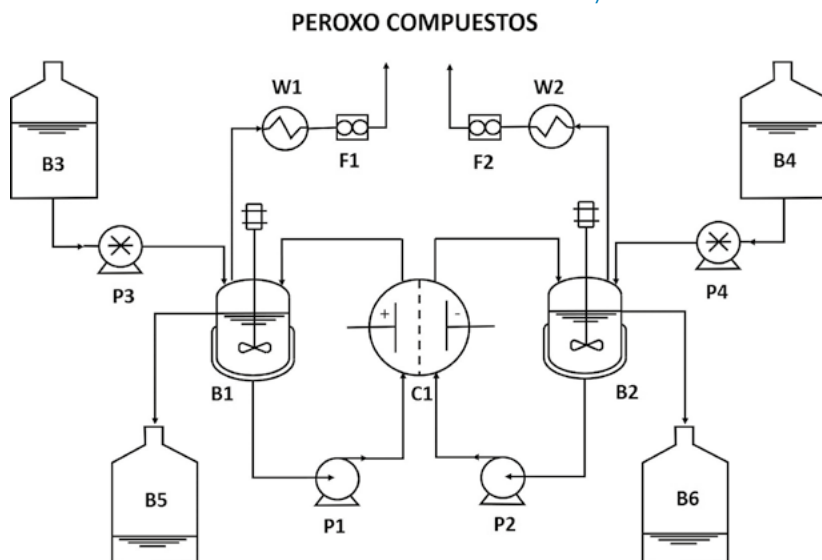 PEROXO COMPUESTOS
W1
W2
F1
F2
B3
B4
P3
P4
+
-
B1
C1
B2
B5
B6
P1
P2